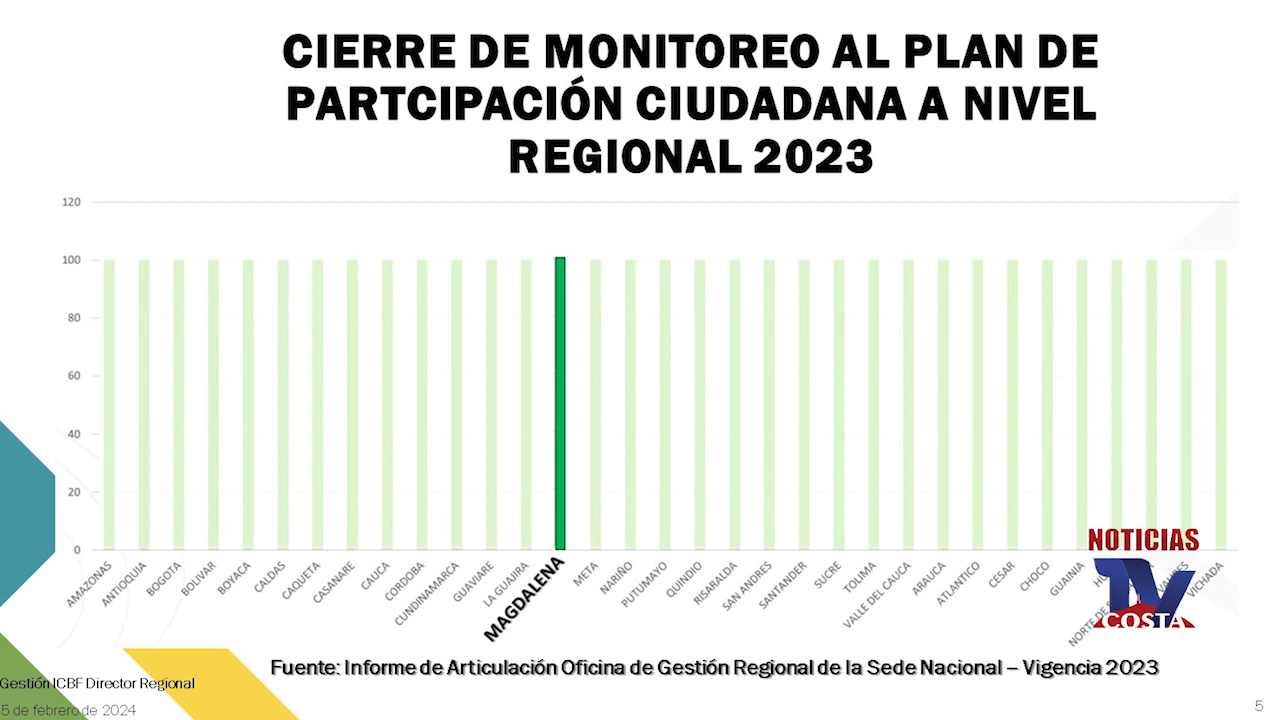 CIERRE DE MONITOREO AL PLAN DE
PARTCIPACIÓN CIUDADANA A NIVEL
REGIONAL 2023
120
100
80
60
40
20
0
AMAZONAS
ANTIOQUIA
BOGOTA
BOLIVAR
BOYACA
CALDAS
CAQUETA
CASANARE
CAUCA
CORDOBA
CUNDINAMARCA
GUAVIARE
LA GUAJIRA
MAGDALENA
META
NARIÑO
PUTUMAYO
QUINDIO
RISARALDA
SAN ANDRES
SANTANDER
SUCRE
TOLIMA
VALLE DEL CAUCA
ARAUCA
ATLANTICO
CESAR
CHOCO
GUAINIA
NORTE DE
VICHADA
NOTICIAS
TV
COSTA
Fuente: Informe de Articulación Oficina de Gestión Regional de la Sede Nacional – Vigencia 2023
Gestión ICBF Director Regional
5 de febrero de 2024
5